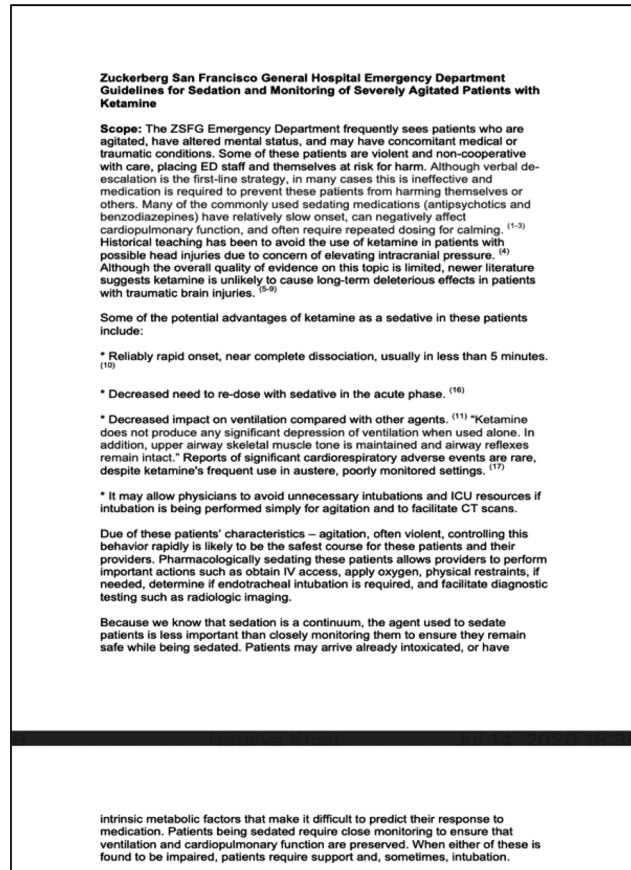 Zuckerberg San Francisco General Hospital Emergency Department
Guidelines for Sedation and Monitoring of Severely Agitated Patients with
Ketamine
Scope: The ZSFG Emergency Department frequently sees patients who are
agitated, have altered mental status, and may have concomitant medical or
traumatic conditions. Some of these patients are violent and non-cooperative
with care, placing ED staff and themselves at risk for harm. Although verbal de-
escalation is the first-line strategy, in many cases this is ineffective and
medication is required to prevent these patients from harming themselves or
others. Many of the commonly used sedating medications (antipsychotics and
benzodiazepines) have relatively slow onset, can negatively affect
cardiopulmonary function, and often require repeated dosing for calming. (1-3)
Historical teaching has been to avoid the use of ketamine in patients with
possible head injuries due to concern of elevating intracranial pressure. (4)
Although the overall quality of evidence on this topic is limited, newer literature
suggests ketamine is unlikely to cause long-term deleterious effects in patients
with traumatic brain injuries. (5-9)
Some of the potential advantages of ketamine as a sedative in these patients
include:
* Reliably rapid onset, near complete dissociation, usually in less than 5 minutes.
(10)
* Decreased need to re-dose with sedative in the acute phase. (16)
* Decreased impact on ventilation compared with other agents. (11) “Ketamine
does not produce any significant depression of ventilation when used alone. In
addition, upper airway skeletal muscle tone is maintained and airway reflexes
remain intact.” Reports of significant cardiorespiratory adverse events are rare,
despite ketamine's frequent use in austere, poorly monitored settings. (17)
* It may allow physicians to avoid unnecessary intubations and ICU resources if
intubation is being performed simply for agitation and to facilitate CT scans.
Due of these patients’ characteristics – agitation, often violent, controlling this
behavior rapidly is likely to be the safest course for these patients and their
providers. Pharmacologically sedating these patients allows providers to perform
important actions such as obtain IV access, apply oxygen, physical restraints, if
needed, determine if endotracheal intubation is required, and facilitate diagnostic
testing such as radiologic imaging.
Because we know that sedation is a continuum, the agent used to sedate
patients is less important than closely monitoring them to ensure they remain
safe while being sedated. Patients may arrive already intoxicated, or have
intrinsic metabolic factors that make it difficult to predict their response to
medication. Patients being sedated require close monitoring to ensure that
ventilation and cardiopulmonary function are preserved. When either of these is
found to be impaired, patients require support and, sometimes, intubation.